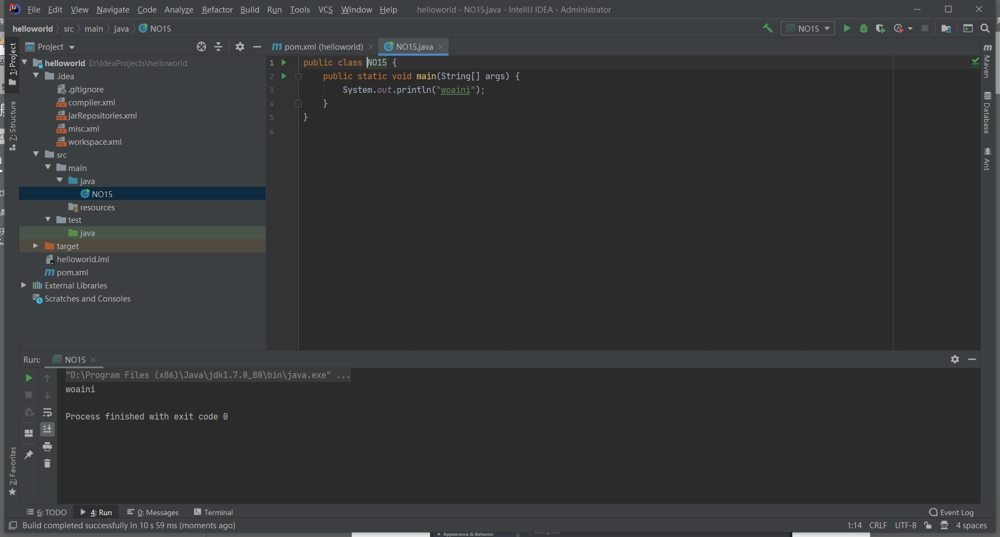 File Edit View Navigate Code Analyze Refactor Build Run Tools VCS Window Help helloworld - NO15.java - IntelliJ IDEA - Administrator
helloworld src main java NO15
NO15
Project
pom.xml (helloworld) NO15.java
1: Project
7: Structure
2: Favorites
helloworld D:\IdeaProjects\helloworld
.idea
.gitignore
compiler.xml
jarRepositories.xml
misc.xml
workspace.xml
src
main
java
NO15
resources
test
java
target
helloworld.iml
pom.xml
External Libraries
Scratches and Consoles
1 public class NO15 {
2 public static void main(String[] args) {
3 System.out.println("woaini");
4 }
5 }
6
Maven
Database
Ant
Run: NO15
"D:\Program Files (x86)\Java\jdk1.7.0_80\bin\java.exe" ...
woaini
Process finished with exit code 0
6: TODO 4: Run 0: Messages Terminal Event Log
Build completed successfully in 10 s 59 ms (moments ago) 1:14 CRLF UTF-8 4 spaces
Appearance & Behavior